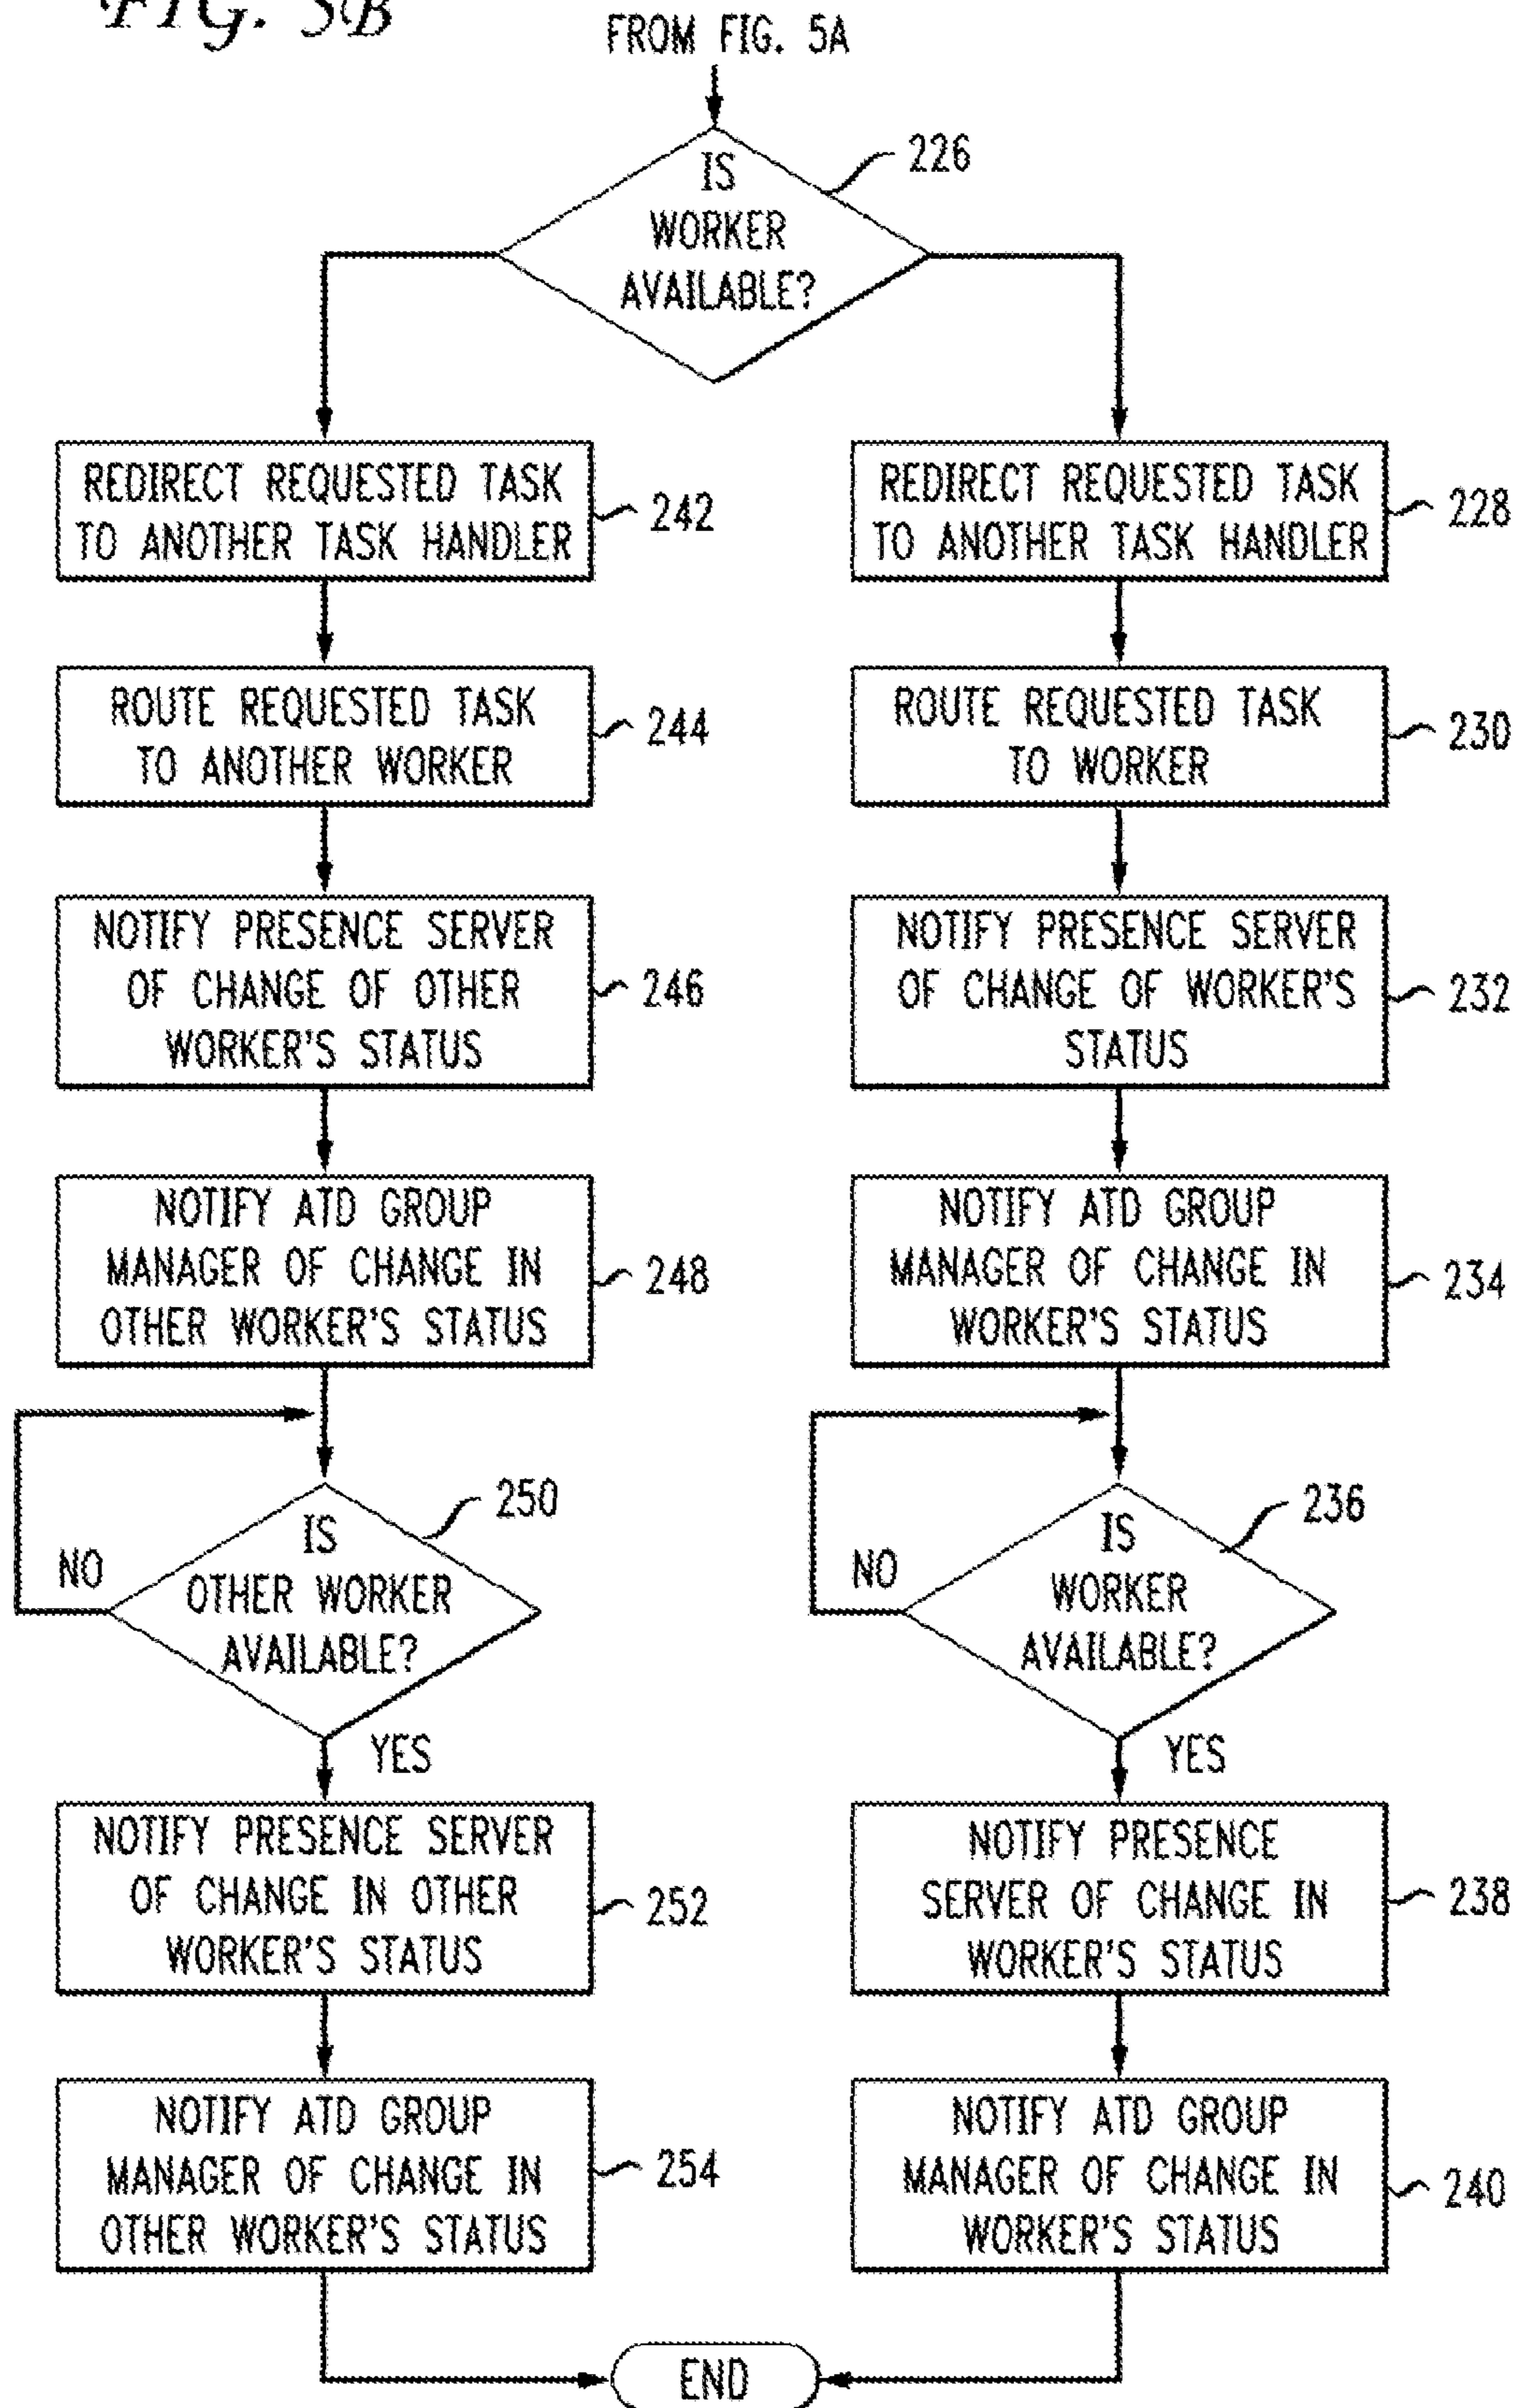 FIG. 5B
FROM FIG. 5A
IS
WORKER
AVAILABLE?
226
REDIRECT REQUESTED TASK
TO ANOTHER TASK HANDLER
242
REDIRECT REQUESTED TASK
TO ANOTHER TASK HANDLER
228
ROUTE REQUESTED TASK
TO ANOTHER WORKER
244
ROUTE REQUESTED TASK
TO WORKER
230
NOTIFY PRESENCE SERVER
OF CHANGE OF OTHER
WORKER'S STATUS
246
NOTIFY PRESENCE SERVER
OF CHANGE OF WORKER'S
STATUS
232
NOTIFY ATD GROUP
MANAGER OF CHANGE IN
OTHER WORKER'S STATUS
248
NOTIFY ATD GROUP
MANAGER OF CHANGE IN
WORKER'S STATUS
234
IS
OTHER WORKER
AVAILABLE?
250
NO
YES
IS
WORKER
AVAILABLE?
236
NO
YES
NOTIFY PRESENCE SERVER
OF CHANGE IN OTHER
WORKER'S STATUS
252
NOTIFY PRESENCE
SERVER OF CHANGE IN
WORKER'S STATUS
238
NOTIFY ATD GROUP
MANAGER OF CHANGE IN
OTHER WORKER'S STATUS
254
NOTIFY ATD GROUP
MANAGER OF CHANGE IN
WORKER'S STATUS
240
END